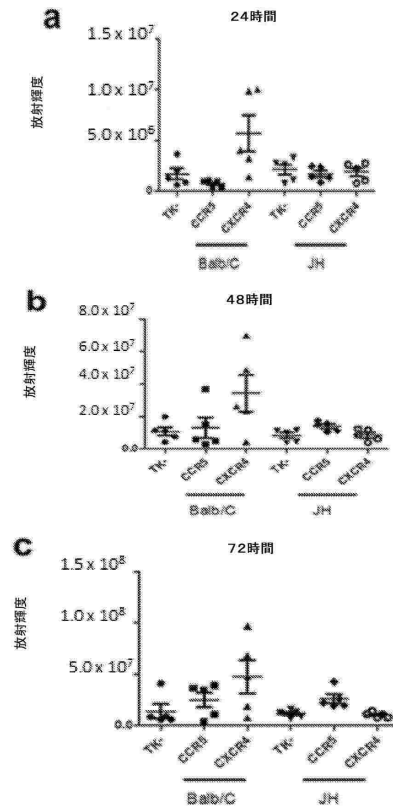 a
24時間
放射輝度
1.5 x 10⁷
1.0 x 10⁷
5.0 x 10⁶
0
TK-
CCR5
CXCR4
TK-
CCR5
CXCR4
Balb/C
JH
b
48時間
放射輝度
8.0 x 10⁷
6.0 x 10⁷
4.0 x 10⁷
2.0 x 10⁷
0.0
TK-
CCR5
CXCR4
TK-
CCR5
CXCR4
Balb/C
JH
c
72時間
放射輝度
1.5 x 10⁸
1.0 x 10⁸
5.0 x 10⁷
0.0
TK-
CCR5
CXCR4
TK-
CCR5
CXCR4
Balb/C
JH